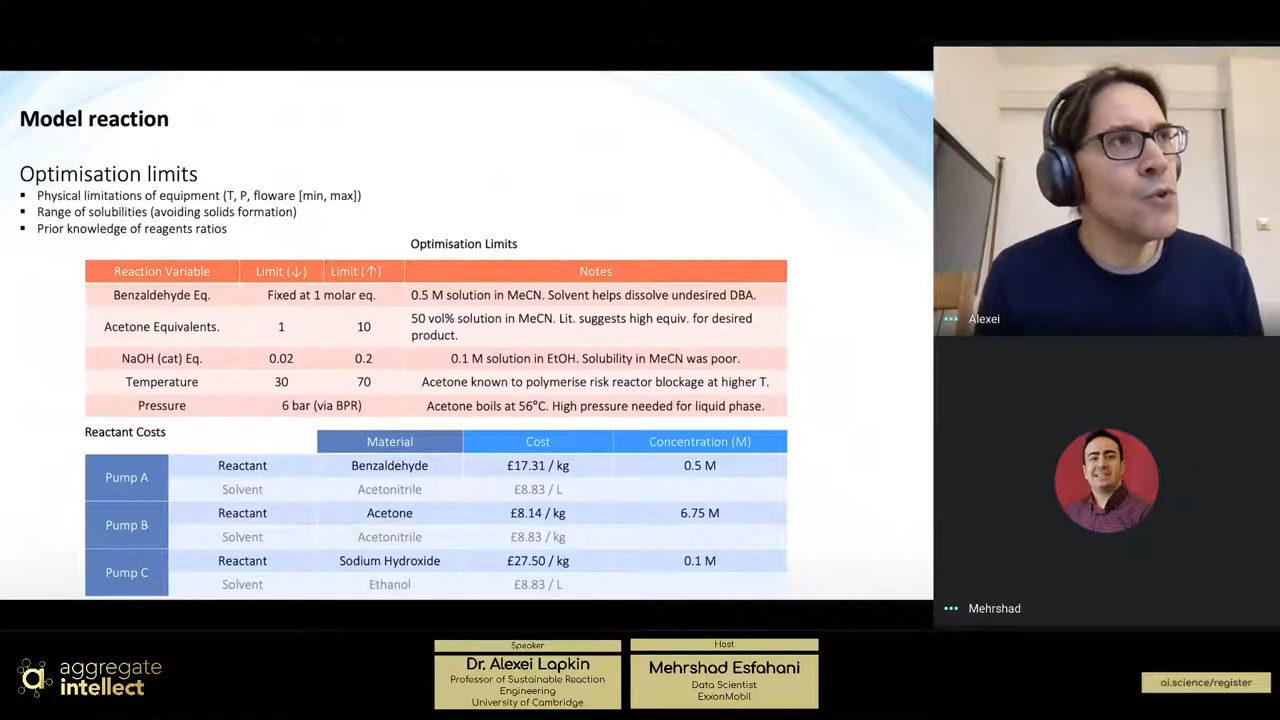 Model reaction
Optimisation limits
▪ Physical limitations of equipment (T, P, floware [min, max])
▪ Range of solubilities (avoiding solids formation)
▪ Prior knowledge of reagents ratios
Optimisation Limits
Reaction Variable Limit (↓) Limit (↑) Notes
Benzaldehyde Eq. Fixed at 1 molar eq. 0.5 M solution in MeCN. Solvent helps dissolve undesired DBA.
Acetone Equivalents. 1 10 50 vol% solution in MeCN. Lit. suggests high equiv. for desired
product.
NaOH (cat) Eq. 0.02 0.2 0.1 M solution in EtOH. Solubility in MeCN was poor.
Temperature 30 70 Acetone known to polymerise risk reactor blockage at higher T.
Pressure 6 bar (via BPR) Acetone boils at 56°C. High pressure needed for liquid phase.
Reactant Costs
Material Cost Concentration (M)
Pump A Reactant Benzaldehyde £17.31 / kg 0.5 M
Solvent Acetonitrile £8.83 / L
Pump B Reactant Acetone £8.14 / kg 6.75 M
Solvent Acetonitrile £8.83 / kg
Pump C Reactant Sodium Hydroxide £27.50 / kg 0.1 M
Solvent Ethanol £8.83 / L
Alexei
Mehrshad
aggregate
intellect
Speaker
Dr. Alexei Lapkin
Professor of Sustainable Reaction
Engineering
University of Cambridge
Host
Mehrshad Esfahani
Data Scientist
ExxonMobil
ai.science/register